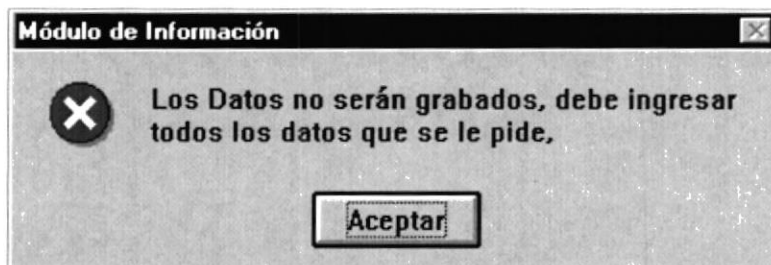 Módulo de Información
Los Datos no serán grabados, debe ingresar
todos los datos que se le pide,
Aceptar